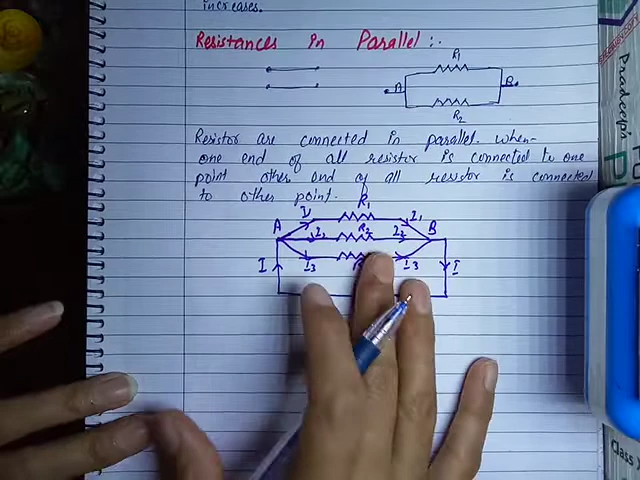 increases.
Resistances in Parallel :-
R1
A B
R2
Resistor are connected in parallel. when-
one end of all resistor is connected to one
point other end of all resistor is connected
to other point.
R1
I1 I1
A R2 B
I2 I2
I3 I3
I I
Pradeep's
Class X